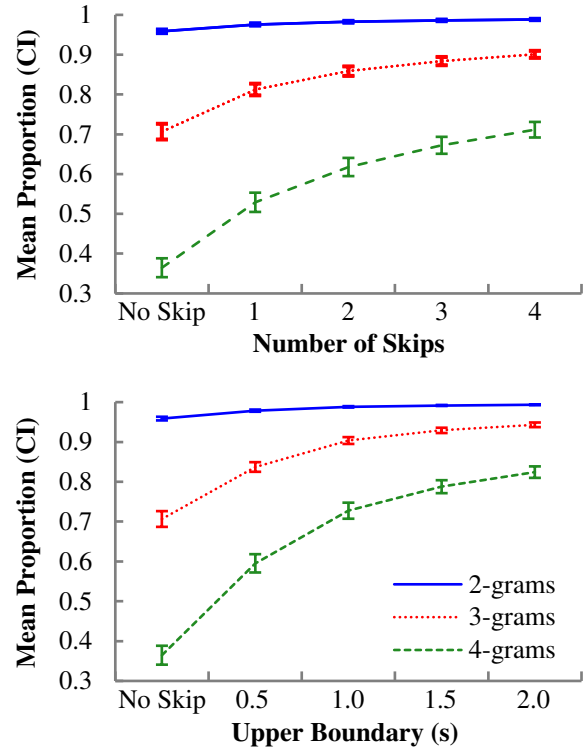 Mean Proportion (CI)
1
0.9
0.8
0.7
0.6
0.5
0.4
0.3
No Skip 1 2 3 4
Number of Skips
Mean Proportion (CI)
1
0.9
0.8
0.7
0.6
0.5
0.4
0.3
2-grams
3-grams
4-grams
No Skip 0.5 1.0 1.5 2.0
Upper Boundary (s)